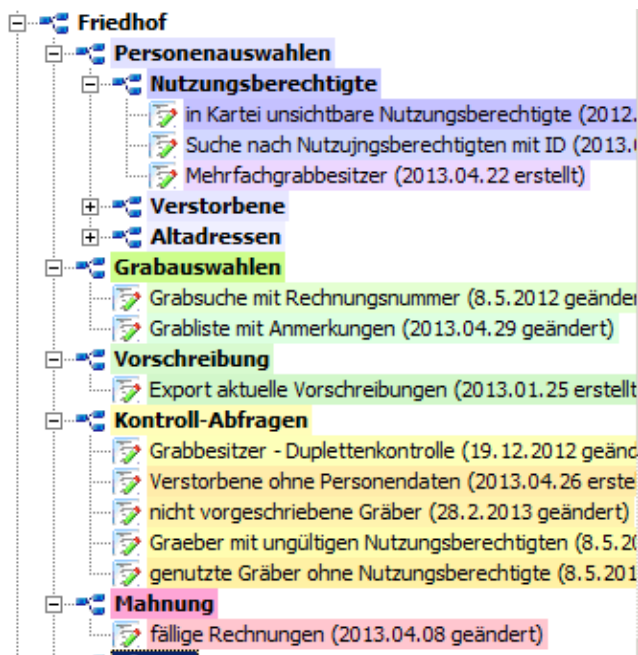 Friedhof
Personenauswahlen
Nutzungsberechtigte
in Kartei unsichtbare Nutzungsberechtigte (2012.
Suche nach Nutzujngsberechtigten mit ID (2013.
Mehrfachgrabbesitzer (2013.04.22 erstellt)
Verstorbene
Altadressen
Grabauswahlen
Grabsuche mit Rechnungsnummer (8.5.2012 geänder
Grabliste mit Anmerkungen (2013.04.29 geändert)
Vorschreibung
Export aktuelle Vorschreibungen (2013.01.25 erstellt
Kontroll-Abfragen
Grabbesitzer - Duplettenkontrolle (19.12.2012 geänd
Verstorbene ohne Personendaten (2013.04.26 erste
nicht vorgeschriebene Gräber (28.2.2013 geändert)
Graeber mit ungültigen Nutzungsberechtigten (8.5.20
genutzte Gräber ohne Nutzungsberechtigte (8.5.201
Mahnung
fällige Rechnungen (2013.04.08 geändert)